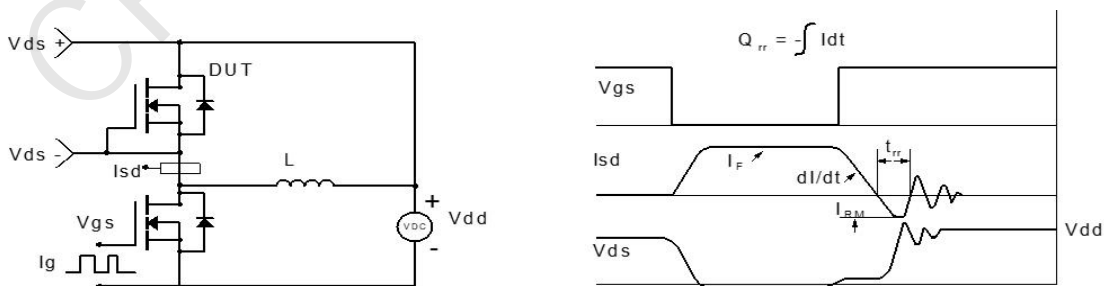 Vds +
DUT
Vds -
Isd
L
Vgs
VDC
+
-
Vdd
Ig
Q rr = -∫ Idt
Vgs
Isd
I F
dI/dt
t rr
I RM
Vds
Vdd